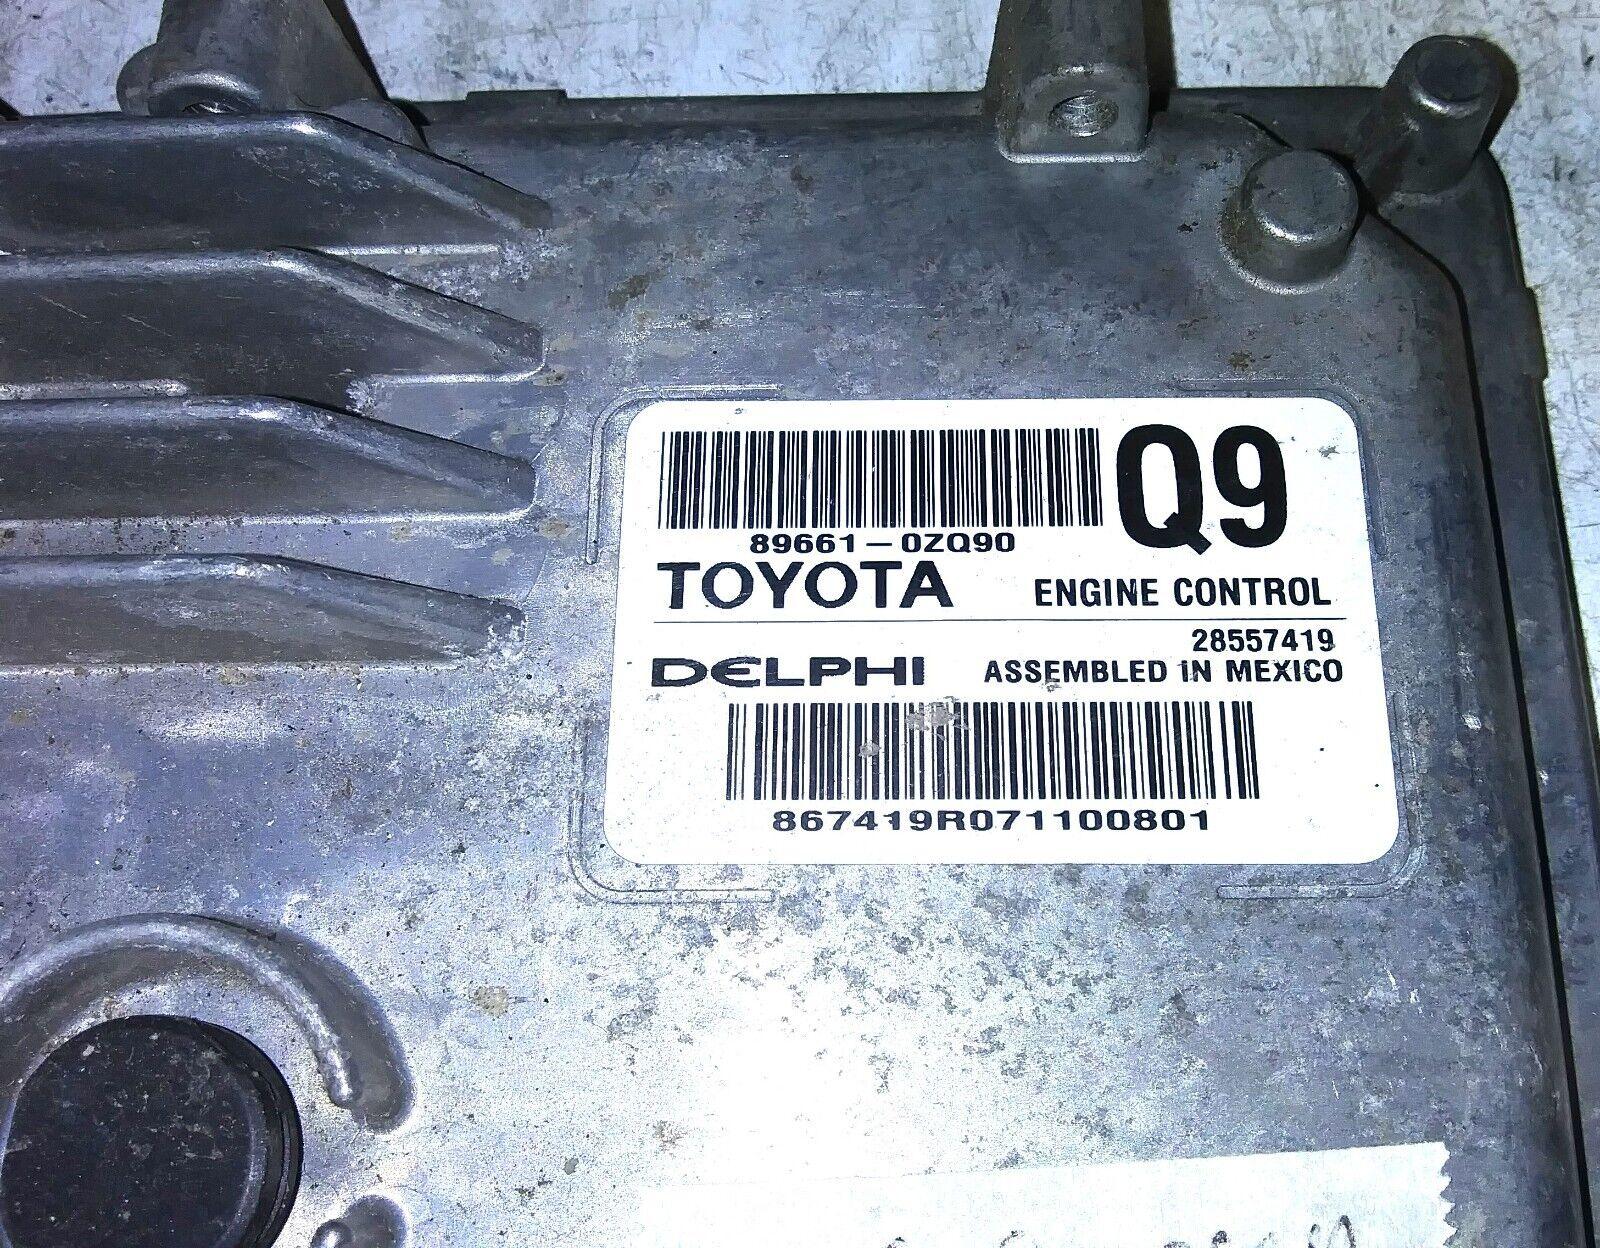 Q9
89661-0ZQ90
TOYOTA ENGINE CONTROL
28557419
DELPHI ASSEMBLED IN MEXICO
867419R071100801